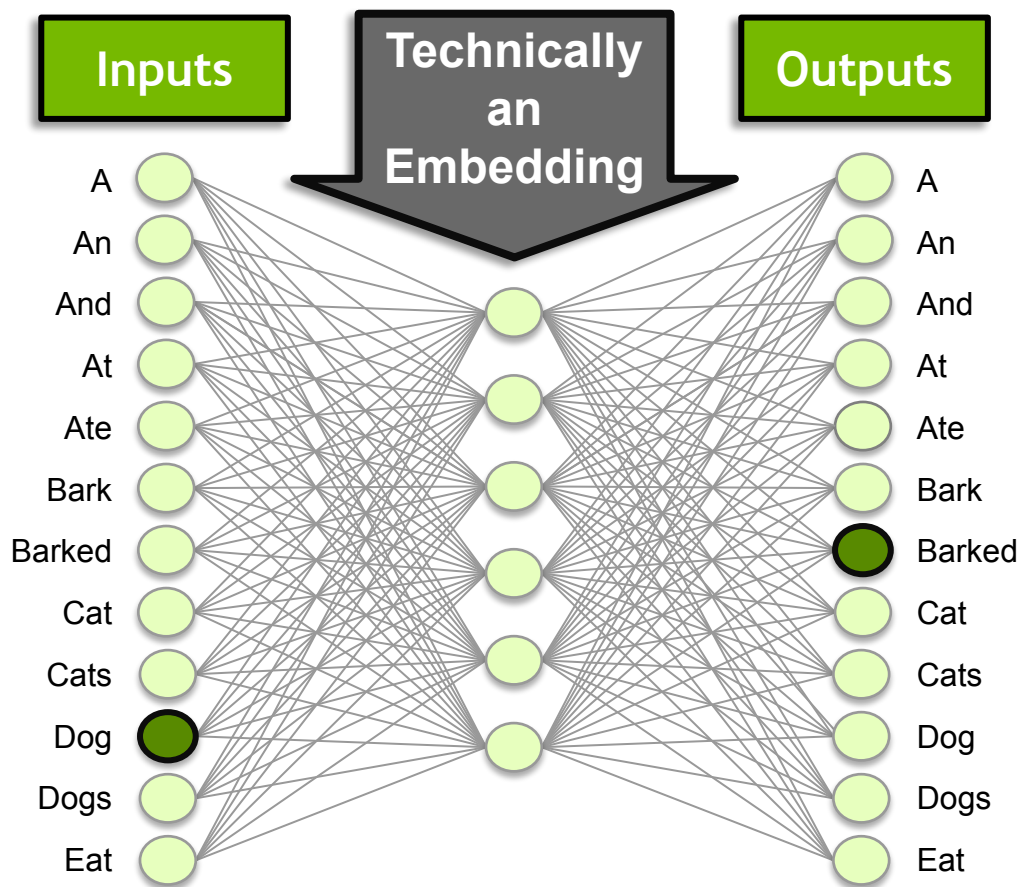 Inputs
Technically
an
Embedding
Outputs
A
An
And
At
Ate
Bark
Barked
Cat
Cats
Dog
Dogs
Eat
A
An
And
At
Ate
Bark
Barked
Cat
Cats
Dog
Dogs
Eat